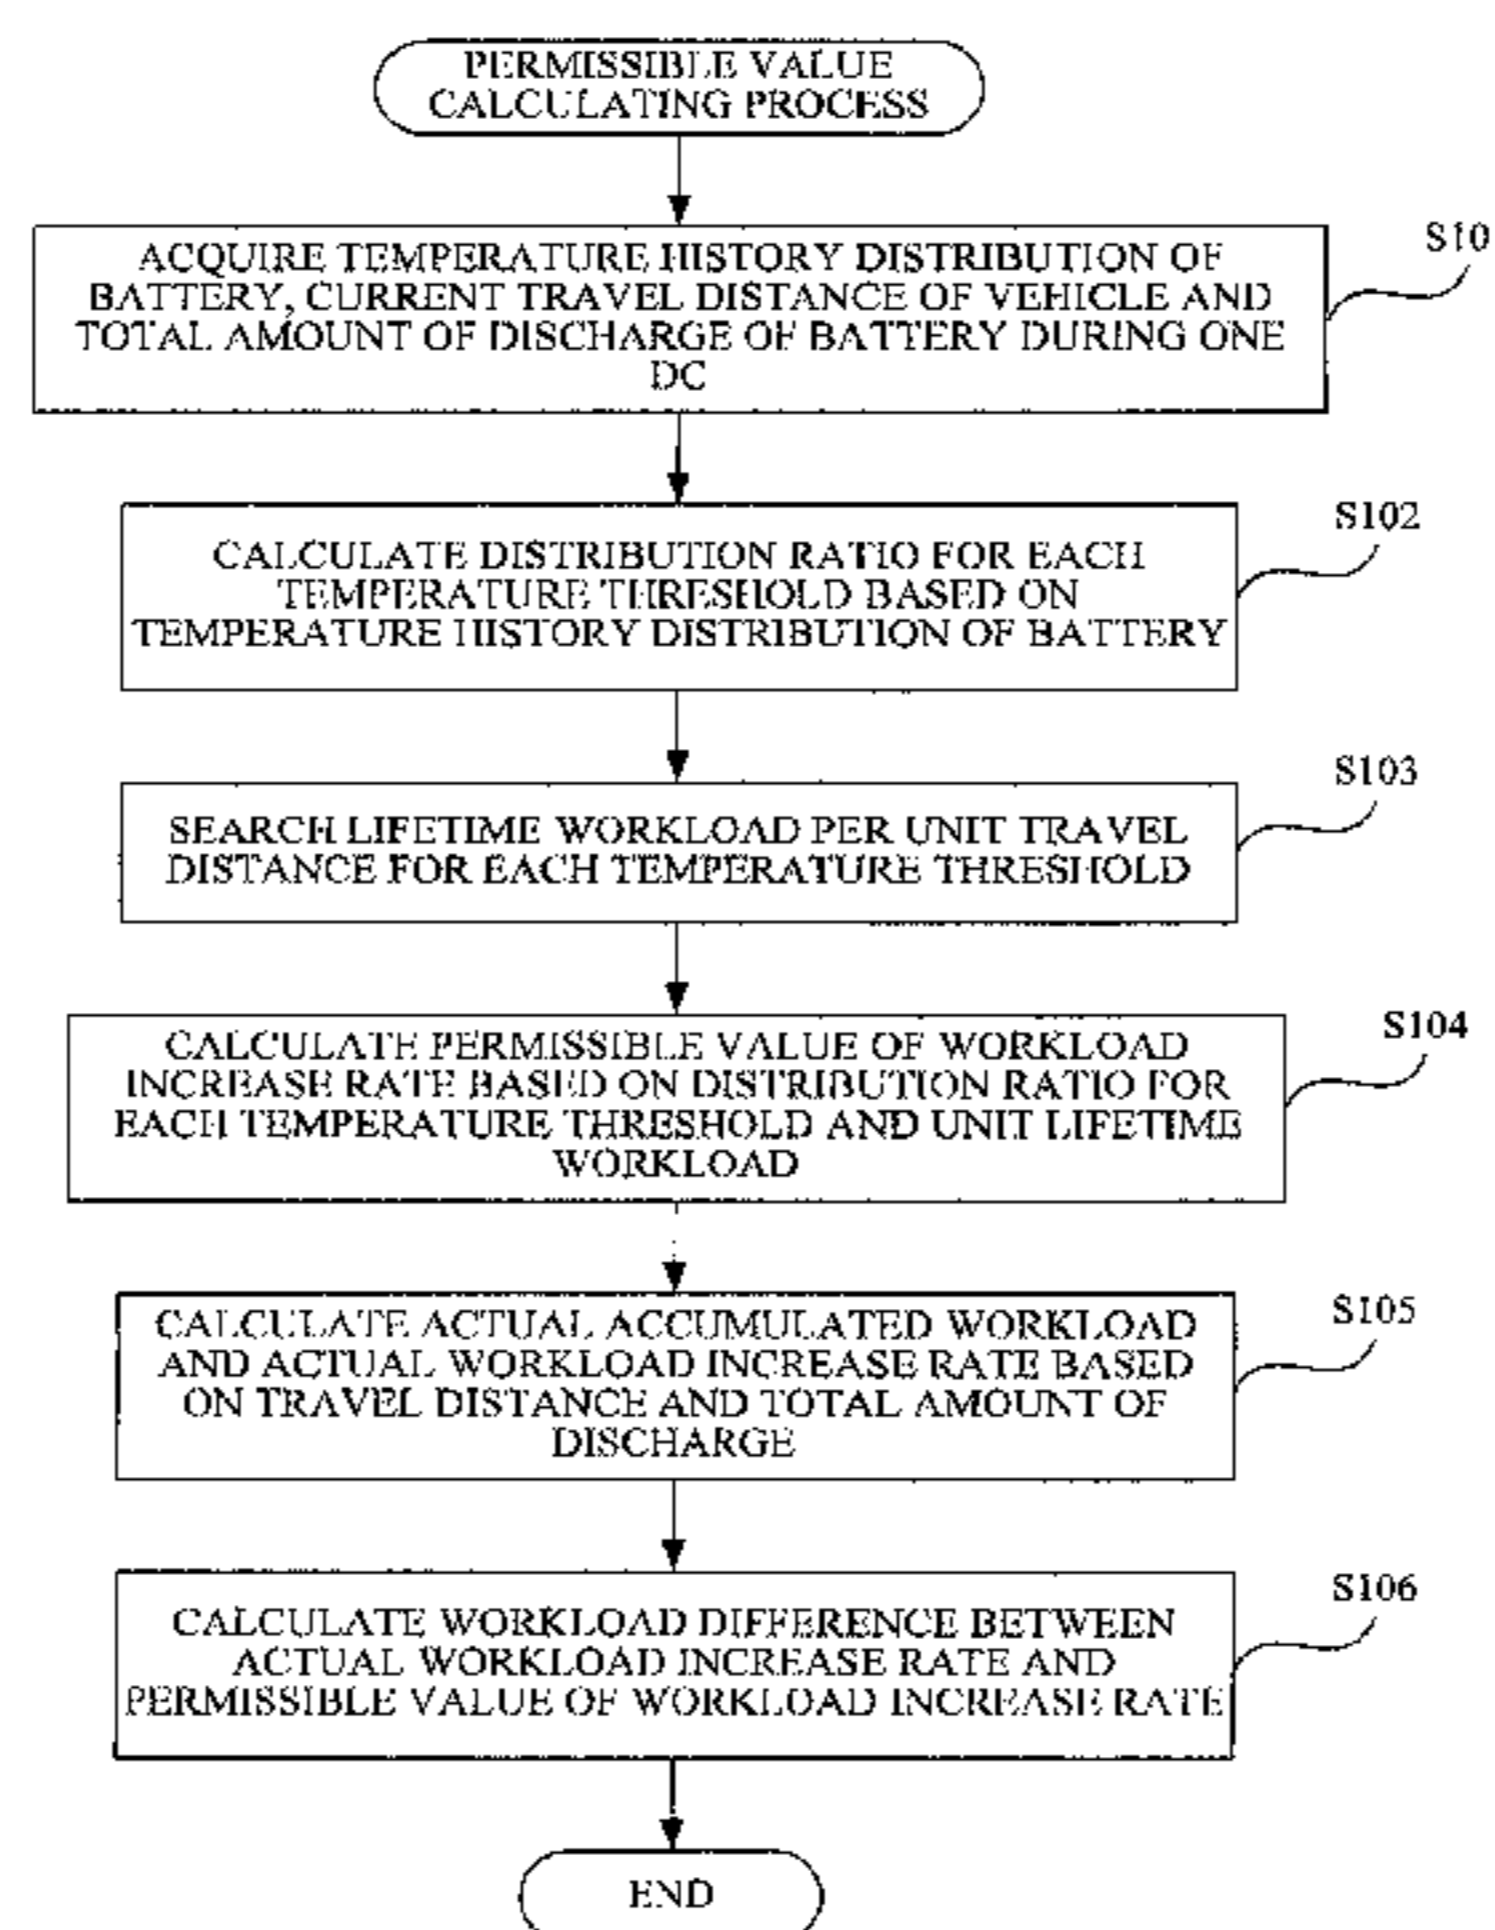 PERMISSIBLE VALUE
CALCULATING PROCESS
ACQUIRE TEMPERATURE HISTORY DISTRIBUTION OF
BATTERY, CURRENT TRAVEL DISTANCE OF VEHICLE AND
TOTAL AMOUNT OF DISCHARGE OF BATTERY DURING ONE
DC
S10
CALCULATE DISTRIBUTION RATIO FOR EACH
TEMPERATURE THRESHOLD BASED ON
TEMPERATURE HISTORY DISTRIBUTION OF BATTERY
S102
SEARCH LIFETIME WORKLOAD PER UNIT TRAVEL
DISTANCE FOR EACH TEMPERATURE THRESHOLD
S103
CALCULATE PERMISSIBLE VALUE OF WORKLOAD
INCREASE RATE BASED ON DISTRIBUTION RATIO FOR
EACH TEMPERATURE THRESHOLD AND UNIT LIFETIME
WORKLOAD
S104
CALCULATE ACTUAL ACCUMULATED WORKLOAD
AND ACTUAL WORKLOAD INCREASE RATE BASED
ON TRAVEL DISTANCE AND TOTAL AMOUNT OF
DISCHARGE
S105
CALCULATE WORKLOAD DIFFERENCE BETWEEN
ACTUAL WORKLOAD INCREASE RATE AND
PERMISSIBLE VALUE OF WORKLOAD INCREASE RATE
S106
END